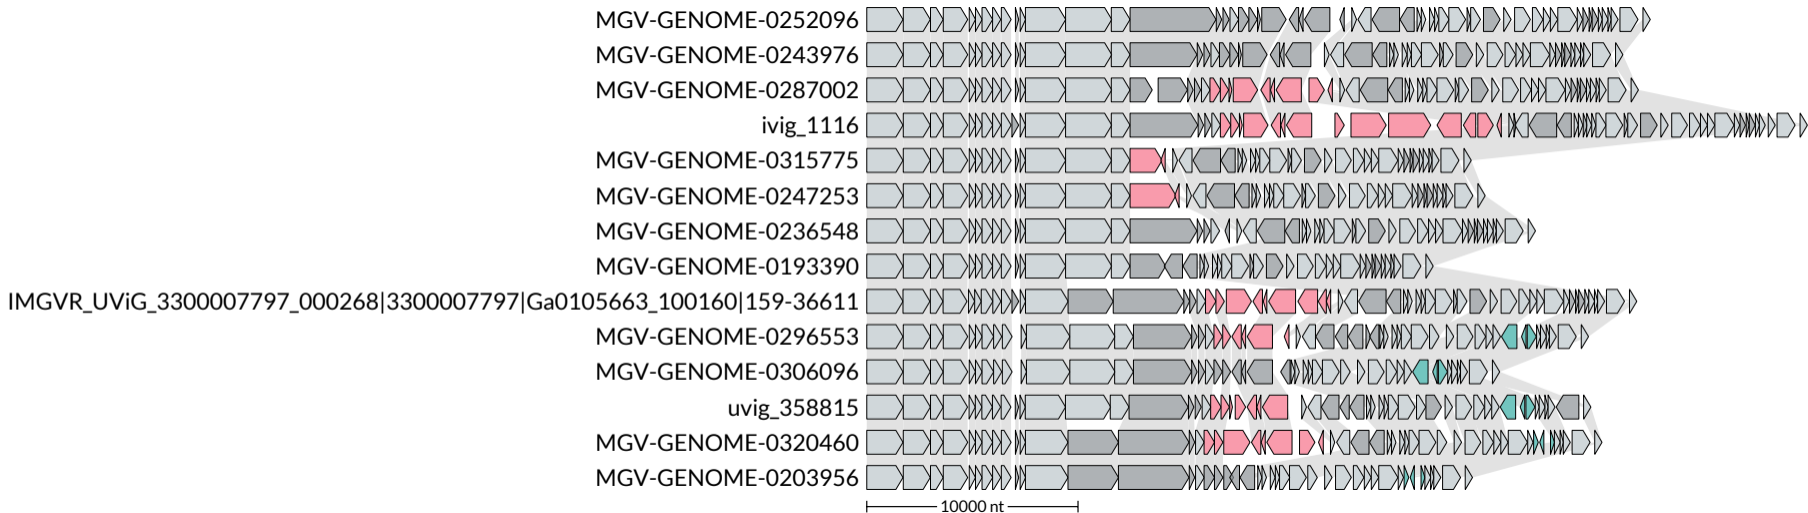 MGV-GENOME-0252096
MGV-GENOME-0243976
MGV-GENOME-0287002
ivig_1116
MGV-GENOME-0315775
MGV-GENOME-0247253
MGV-GENOME-0236548
MGV-GENOME-0193390
IMGVR_UViG_3300007797_000268|3300007797|Ga0105663_100160|159-36611
MGV-GENOME-0296553
MGV-GENOME-0306096
uvig_358815
MGV-GENOME-0320460
MGV-GENOME-0203956
10000 nt